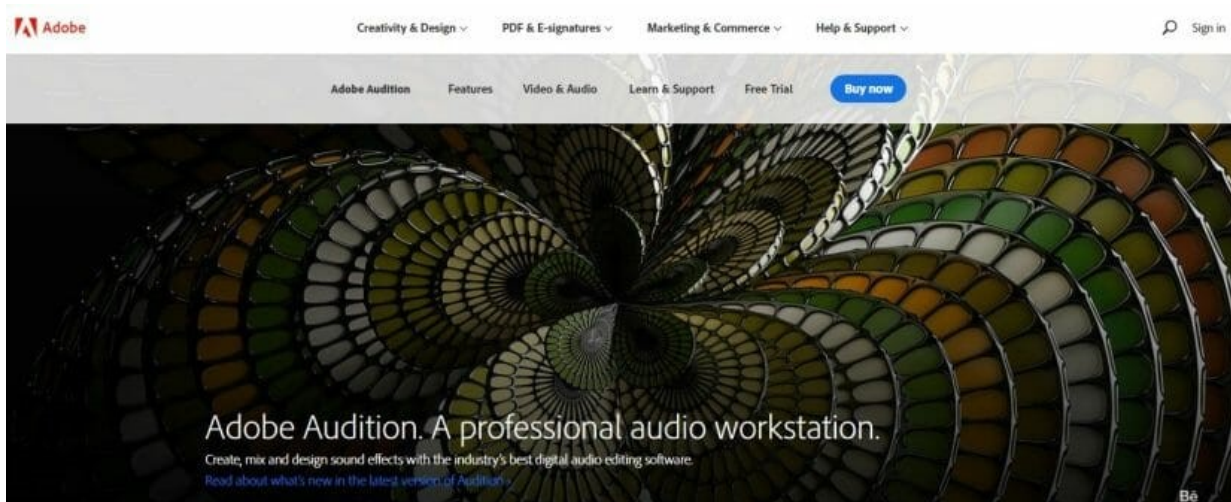 Adobe
Creativity & Design
PDF & E-signatures
Marketing & Commerce
Help & Support
Sign in
Adobe Audition
Features
Video & Audio
Learn & Support
Free Trial
Buy now
Adobe Audition. A professional audio workstation.
Create, mix and design sound effects with the industry's best digital audio editing software.
Read about what's new in the latest version of Audition ›
Bē